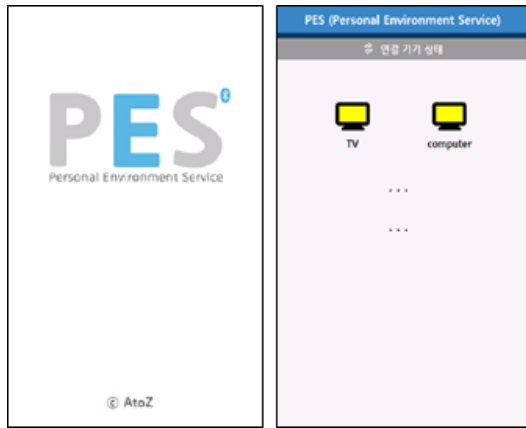 PES
Personal Environment Service
© AtoZ
PES (Personal Environment Service)
연결 기기 상태
TV
computer
...
...